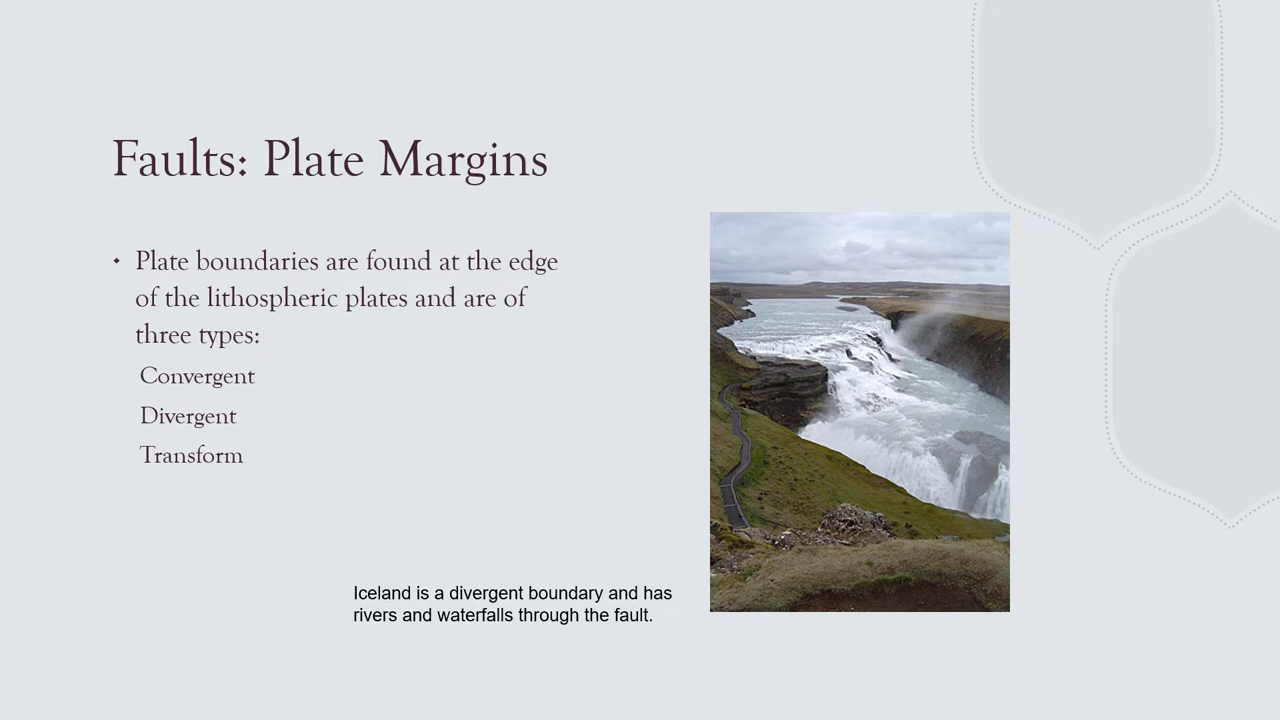 Faults: Plate Margins
Plate boundaries are found at the edge
of the lithospheric plates and are of
three types:
Convergent
Divergent
Transform
Iceland is a divergent boundary and has
rivers and waterfalls through the fault.